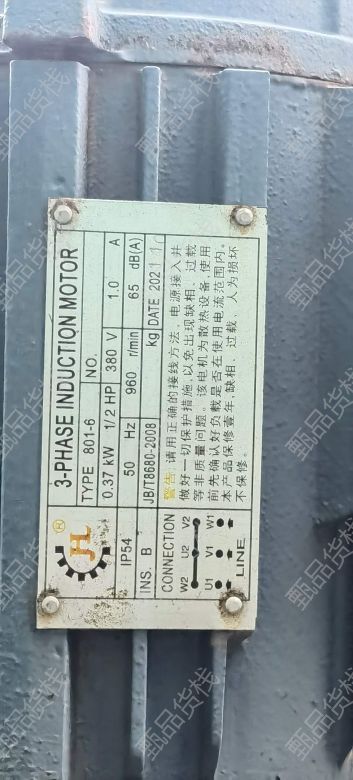 JL ®
3-PHASE INDUCTION MOTOR
TYPE 801-6 NO.
0.37 kW 1/2 HP 380 V 1.0 A
IP54 50 Hz 960 r/min 65 dB(A)
INS. B JB/T8680-2008 kg DATE 2021.1
CONNECTION
W2 U2 V2
U1 V1 W1
LINE
警告:请用正确的接线方法,电源接入并
做好一切保护措施,以免出现缺相、过载
等非质量问题。该电机为散热设备,使用
前先确认好负载是否在使用电流范围内。
本产品保修壹年,缺相、过载、人为损坏
不保修。
甄品货栈